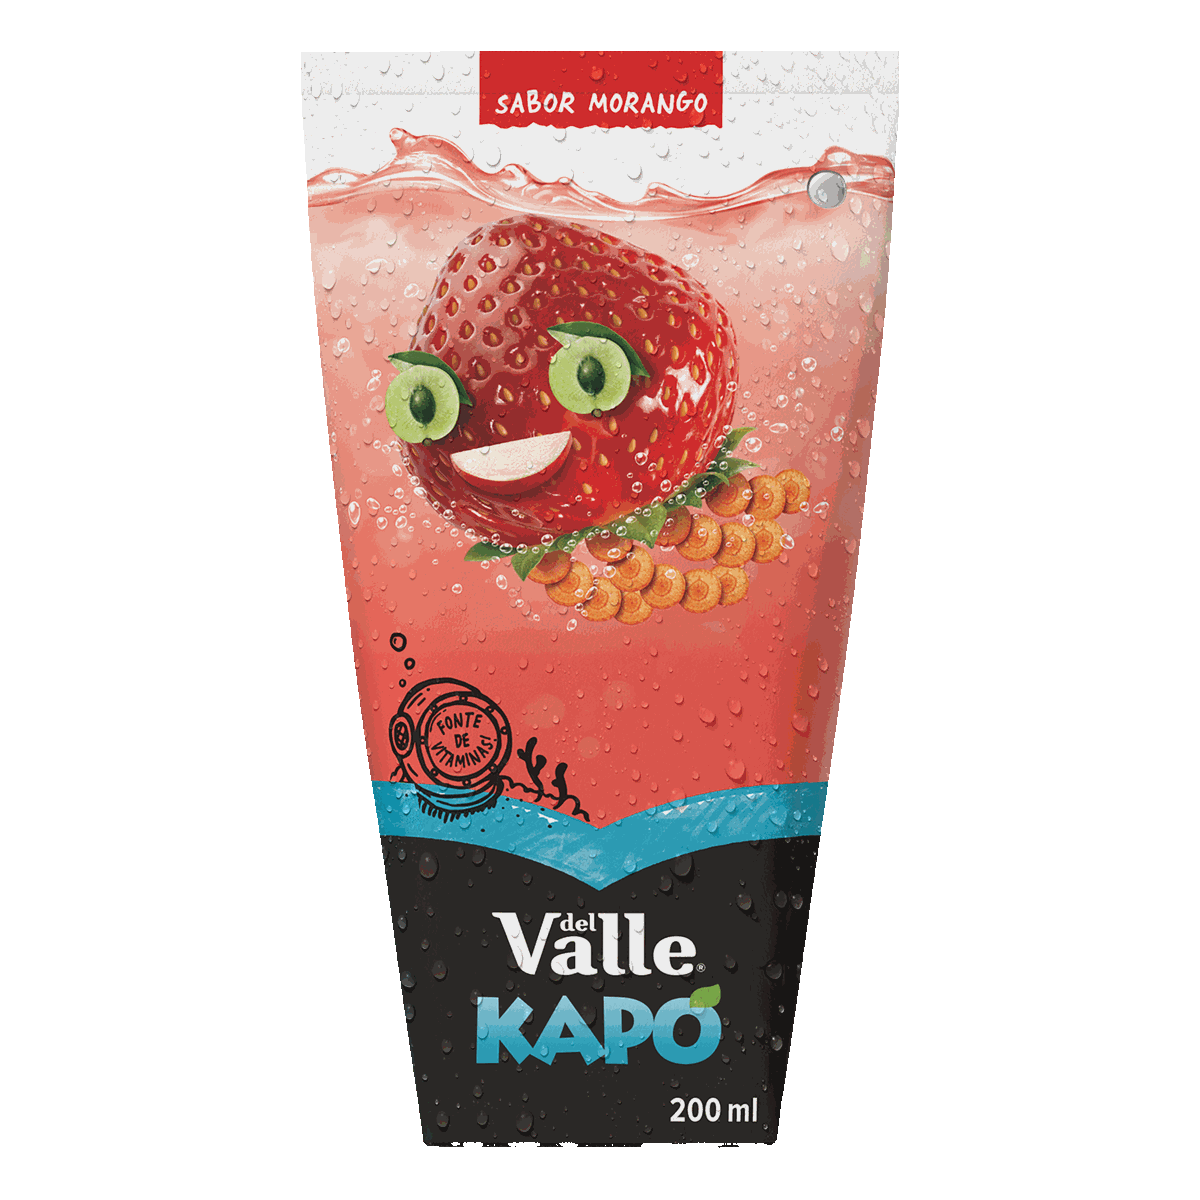 SABOR MORANGO
FONTE
DE
VITAMINAS!
del
Valle®
KAPO
200 ml